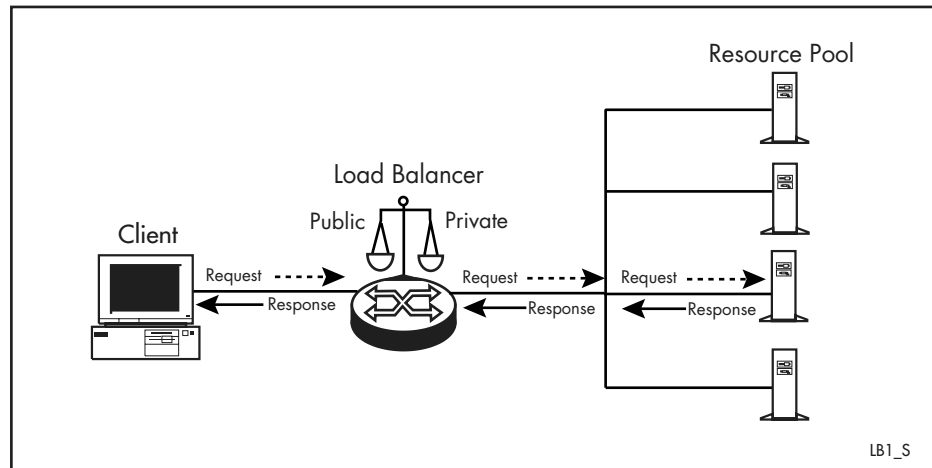 Resource Pool
Load Balancer
Public Private
Client
Request
Response
Request
Response
Request
Response
LB1_S